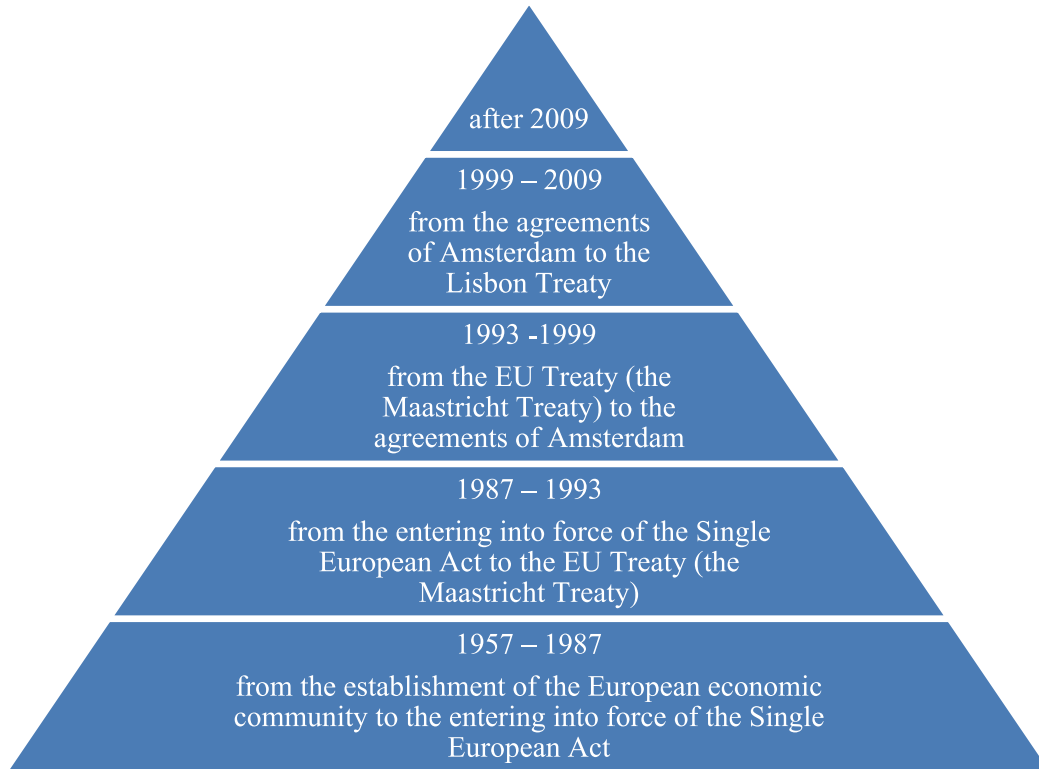 after 2009
1999 – 2009
from the agreements
of Amsterdam to the
Lisbon Treaty
1993 -1999
from the EU Treaty (the
Maastricht Treaty) to the
agreements of Amsterdam
1987 – 1993
from the entering into force of the Single
European Act to the EU Treaty (the
Maastricht Treaty)
1957 – 1987
from the establishment of the European economic
community to the entering into force of the Single
European Act